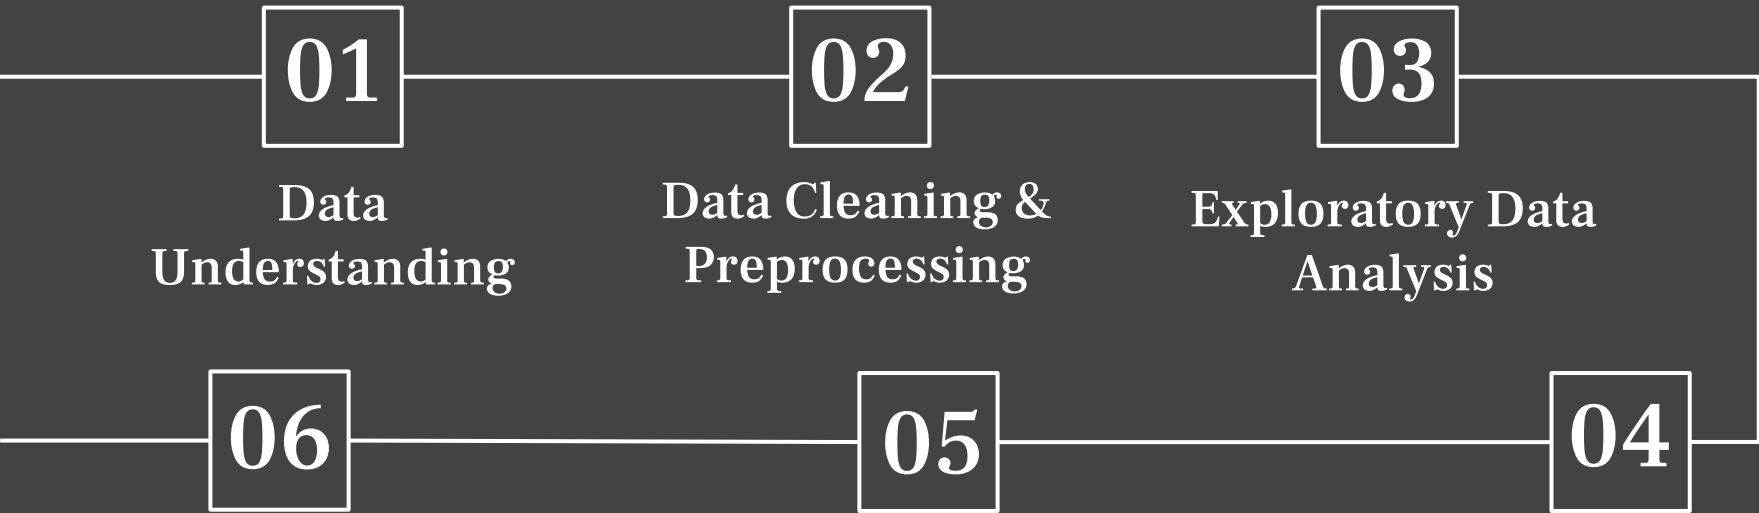 01
02
03
Data
Understanding
Data Cleaning &
Preprocessing
Exploratory Data
Analysis
06
05
04